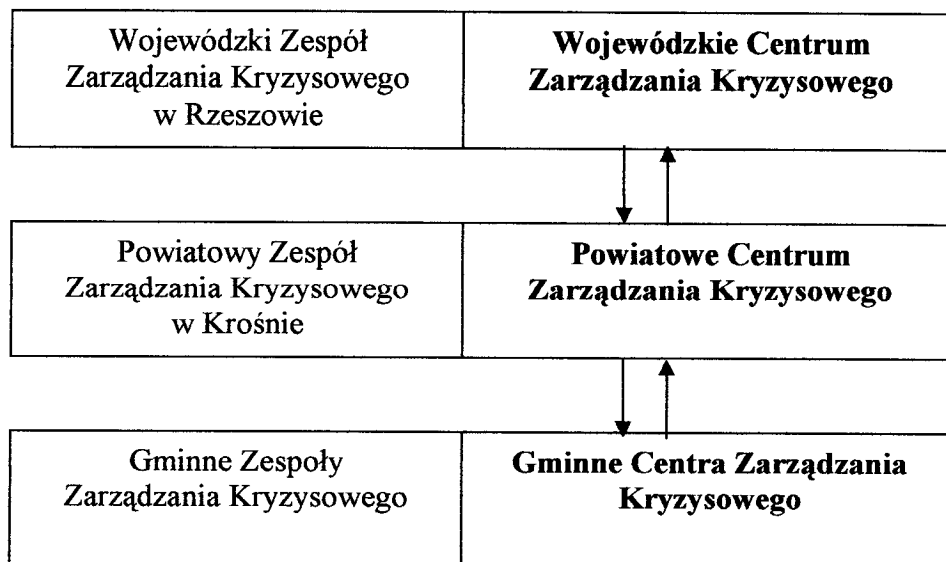 Wojewódzki Zespół
Zarządzania Kryzysowego
w Rzeszowie
Wojewódzkie Centrum
Zarządzania Kryzysowego
Powiatowy Zespół
Zarządzania Kryzysowego
w Krośnie
Powiatowe Centrum
Zarządzania Kryzysowego
Gminne Zespoły
Zarządzania Kryzysowego
Gminne Centra Zarządzania
Kryzysowego